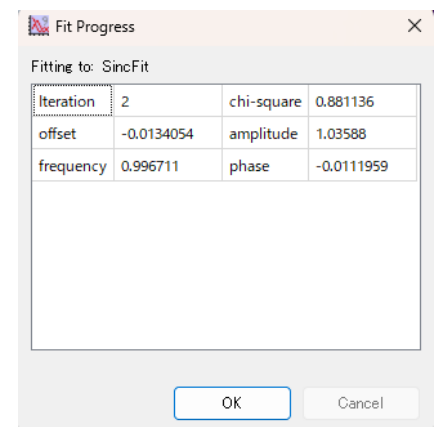 Fit Progress
Fitting to: SincFit
Iteration 2 chi-square 0.881136
offset -0.0134054 amplitude 1.03588
frequency 0.996711 phase -0.0111959
OK Cancel